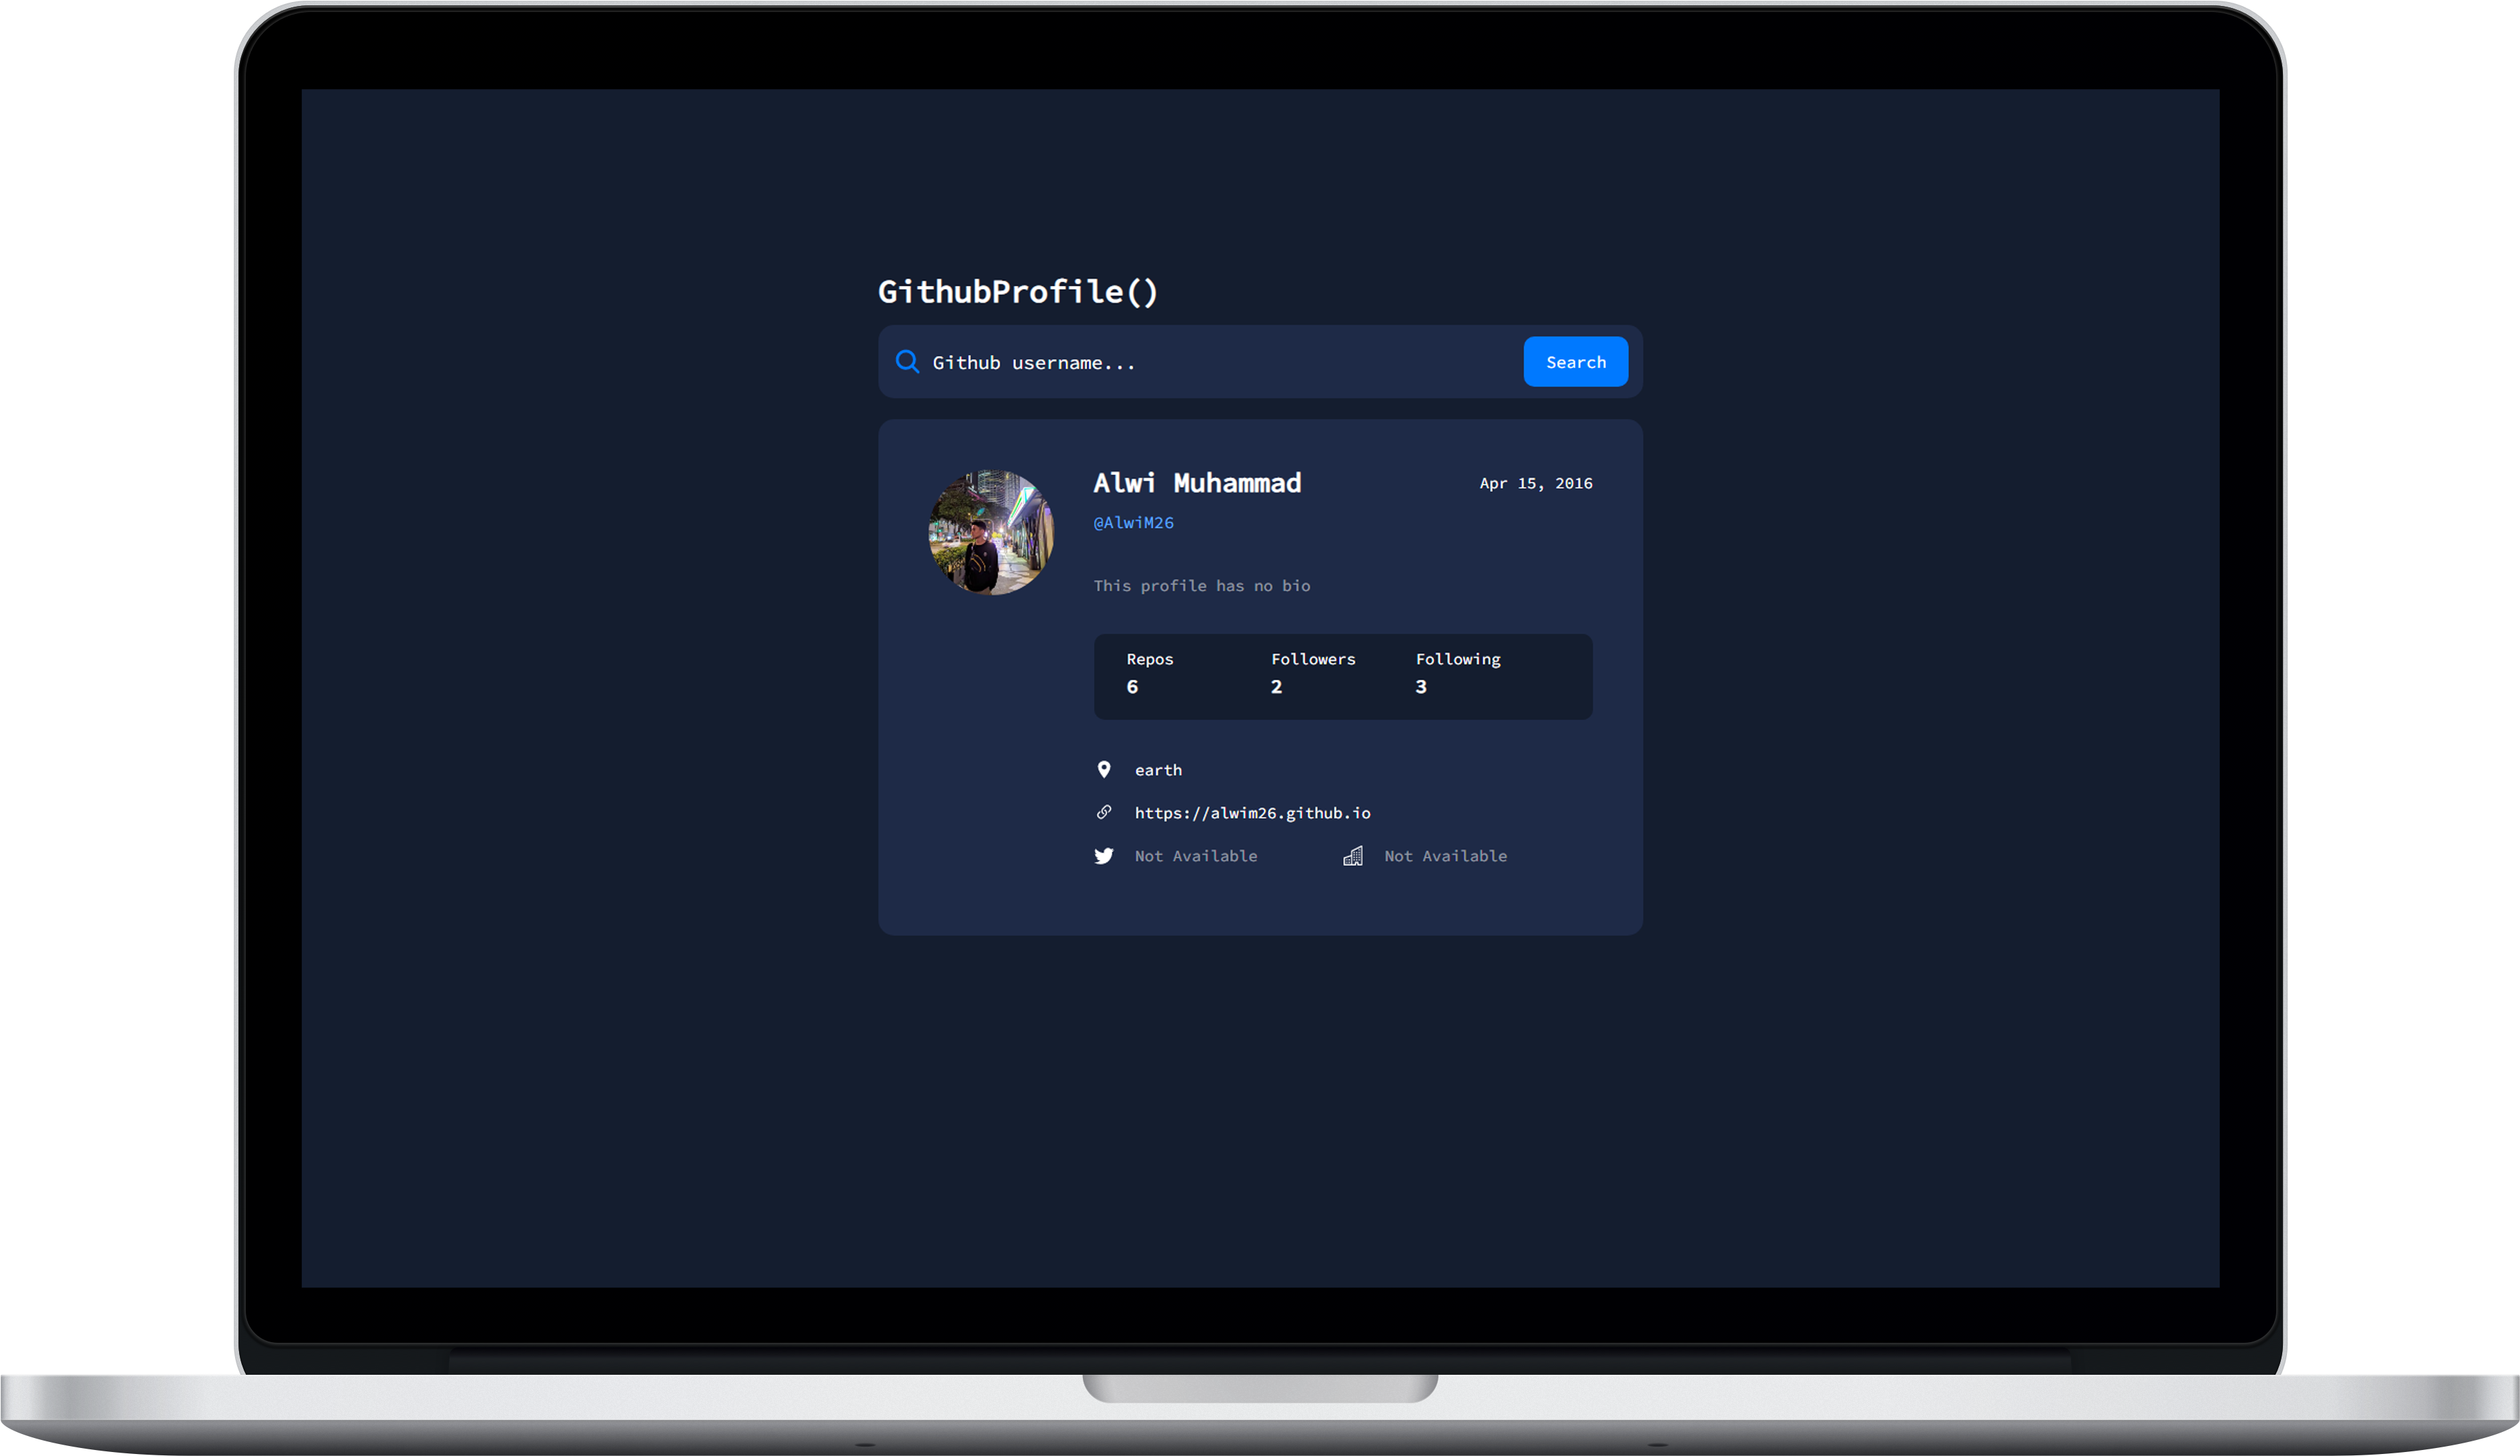 GithubProfile()
Github username...
Search
Alwi Muhammad
Apr 15, 2016
@AlwiM26
This profile has no bio
Repos Followers Following
6 2 3
earth
https://alwim26.github.io
Not Available Not Available